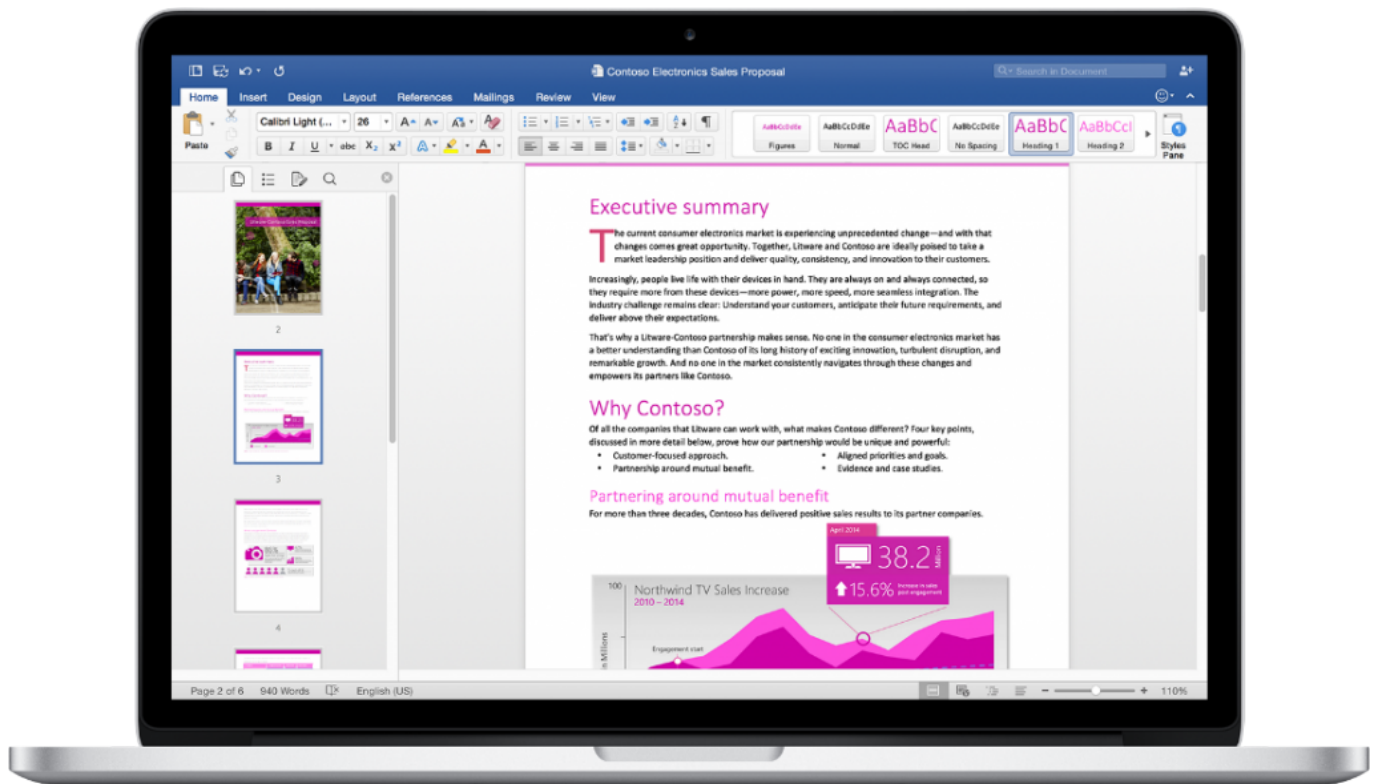 Contoso Electronics Sales Proposal
Search in Document
Home Insert Design Layout References Mailings Review View
Paste
Calibri Light (... 26
B I U abc X2 X2
AaBbCcDdEe AaBbCcDdEe AaBbC AaBbCcDdEe AaBbC AaBbCcI
Figures Normal TOC Head No Spacing Heading 1 Heading 2
Styles
Pane
2
3
4
Executive summary
The current consumer electronics market is experiencing unprecedented change—and with that
changes comes great opportunity. Together, Litware and Contoso are ideally poised to take a
market leadership position and deliver quality, consistency, and innovation to their customers.
Increasingly, people live life with their devices in hand. They are always on and always connected, so
they require more from these devices—more power, more speed, more seamless integration. The
industry challenge remains clear: Understand your customers, anticipate their future requirements, and
deliver above their expectations.
That's why a Litware-Contoso partnership makes sense. No one in the consumer electronics market has
a better understanding than Contoso of its long history of exciting innovation, turbulent disruption, and
remarkable growth. And no one in the market consistently navigates through these changes and
empowers its partners like Contoso.
Why Contoso?
Of all the companies that Litware can work with, what makes Contoso different? Four key points,
discussed in more detail below, prove how our partnership would be unique and powerful:
• Customer-focused approach.
• Partnership around mutual benefit.
• Aligned priorities and goals.
• Evidence and case studies.
Partnering around mutual benefit
For more than three decades, Contoso has delivered positive sales results to its partner companies.
April 2014
38.2 Million
15.6% Increase in sales
post engagement
100
Northwind TV Sales Increase
2010 – 2014
Engagement start
in Millions
Page 2 of 6 940 Words English (US) 110%